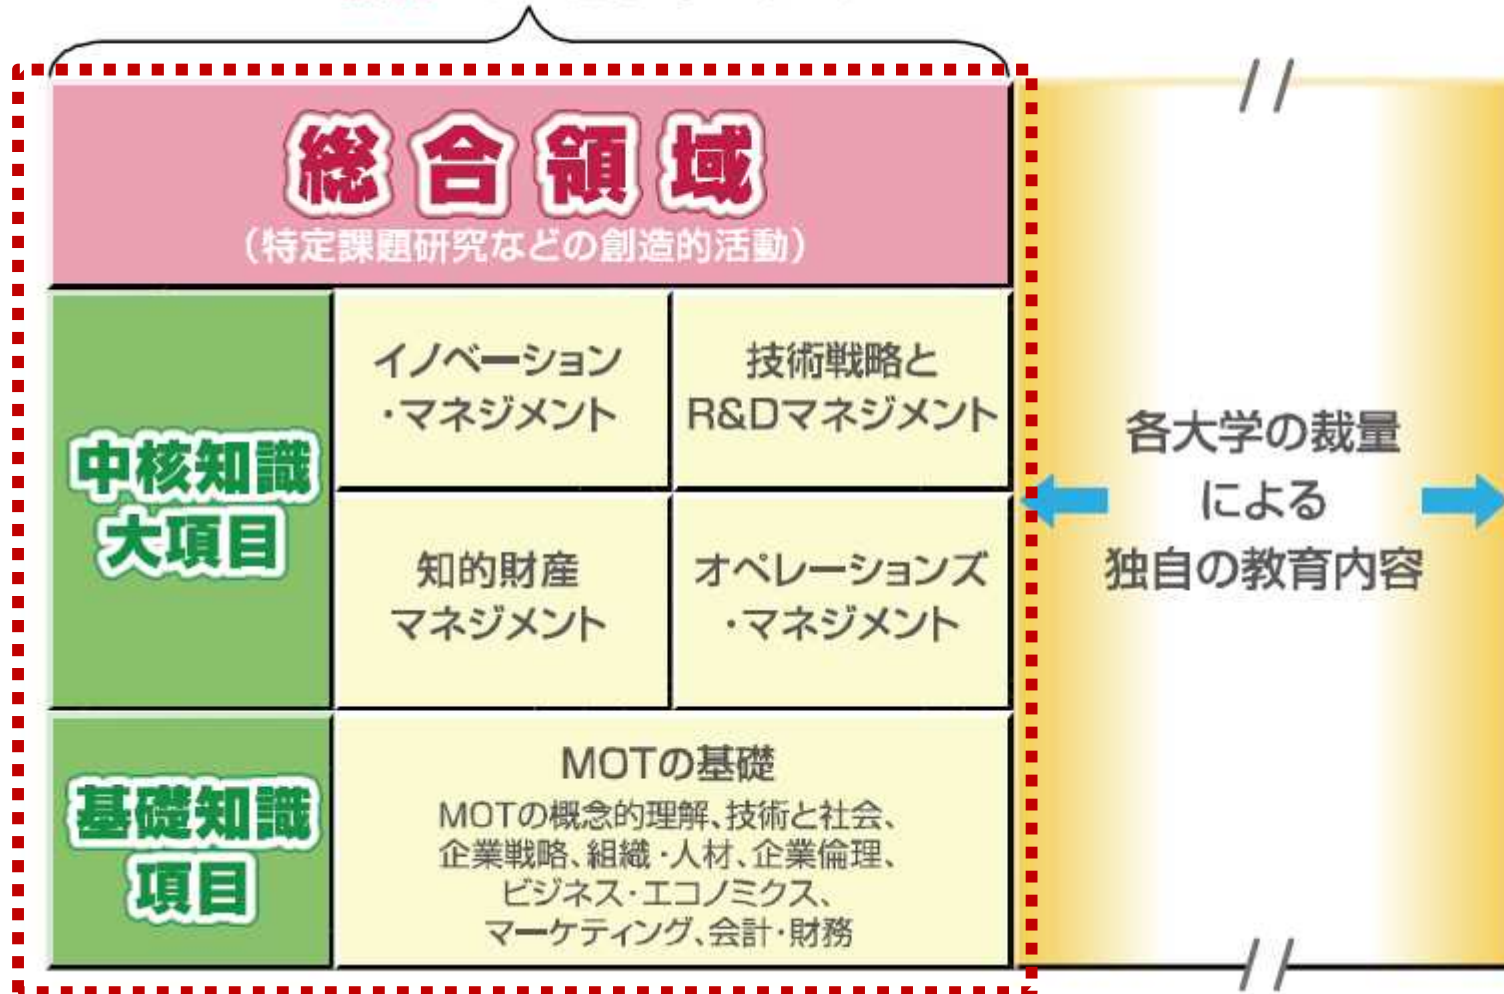 総合領域
（特定課題研究などの創造的活動）
中核知識
大項目
イノベーション
・マネジメント
技術戦略と
R&Dマネジメント
知的財産
マネジメント
オペレーションズ
・マネジメント
基礎知識
項目
MOTの基礎
MOTの概念的理解、技術と社会、
企業戦略、組織・人材、企業倫理、
ビジネス・エコノミクス、
マーケティング、会計・財務
各大学の裁量
による
独自の教育内容